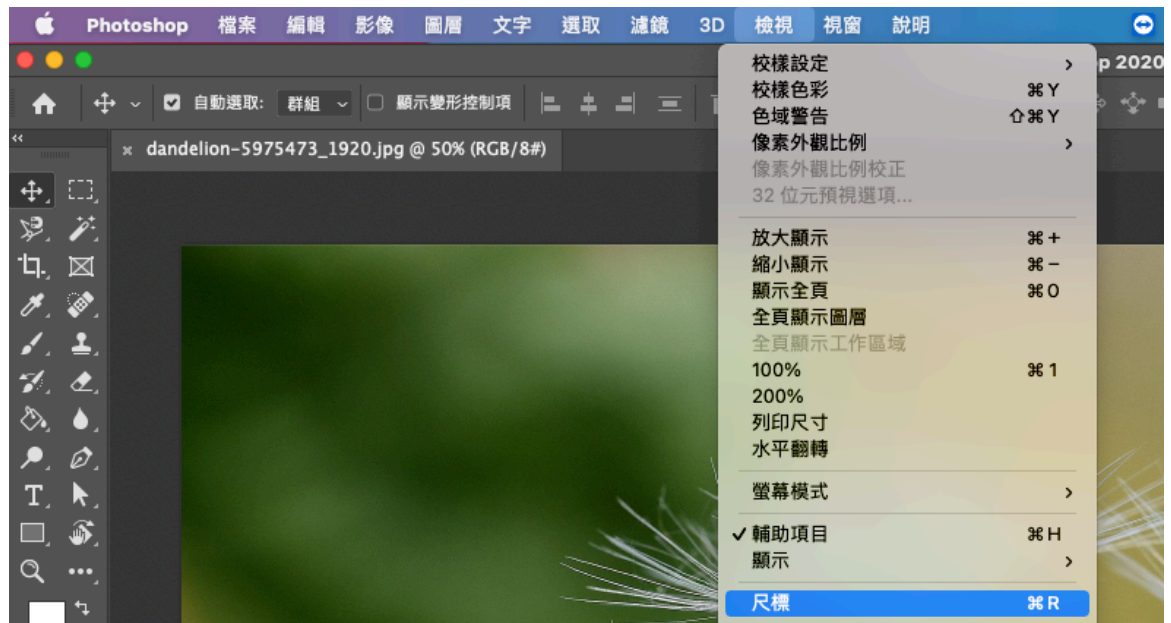 Photoshop 檔案 編輯 影像 圖層 文字 選取 濾鏡 3D 檢視 視窗 說明
p 2020
自動選取: 群組 顯示變形控制項
× dandelion-5975473_1920.jpg @ 50% (RGB/8#)
校樣設定 >
校樣色彩 ⌘ Y
色域警告 ⇧⌘ Y
像素外觀比例 >
像素外觀比例校正
32 位元預視選項...
放大顯示 ⌘ +
縮小顯示 ⌘ −
顯示全頁 ⌘ 0
全頁顯示圖層
全頁顯示工作區域
100% ⌘ 1
200%
列印尺寸
水平翻轉
螢幕模式 >
✓ 輔助項目 ⌘ H
顯示 >
尺標 ⌘ R